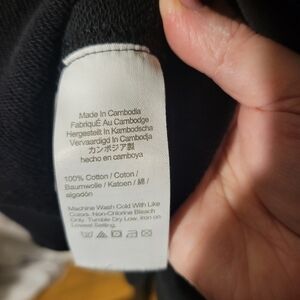 Made In Cambodia
FabriquÉ Au Cambodge
Hergestellt In Kambodscha
Vervaardigd In Cambodja
カンボジア製
hecho en camboya
100% Cotton / Coton /
Baumwolle / Katoen / 綿 /
algodón
Machine Wash Cold With Like
Colors. Non-Chlorine Bleach
Only. Tumble Dry Low. Iron on
Lowest Setting.